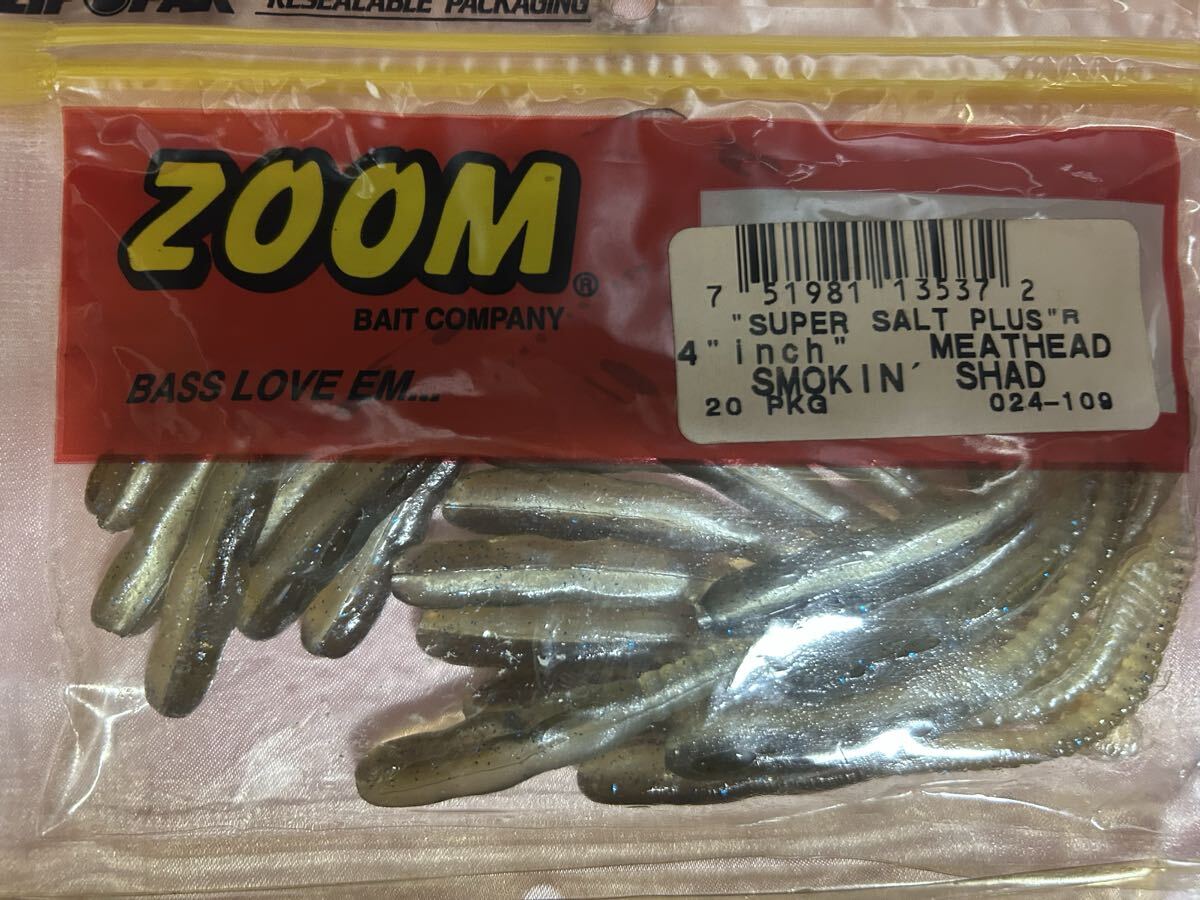 RESEALABLE PACKAGING
ZOOM®
BAIT COMPANY
BASS LOVE EM...
7 51981 13537 2
"SUPER SALT PLUS"R
4"inch" MEATHEAD
SMOKIN´ SHAD
20 PKG 024-109